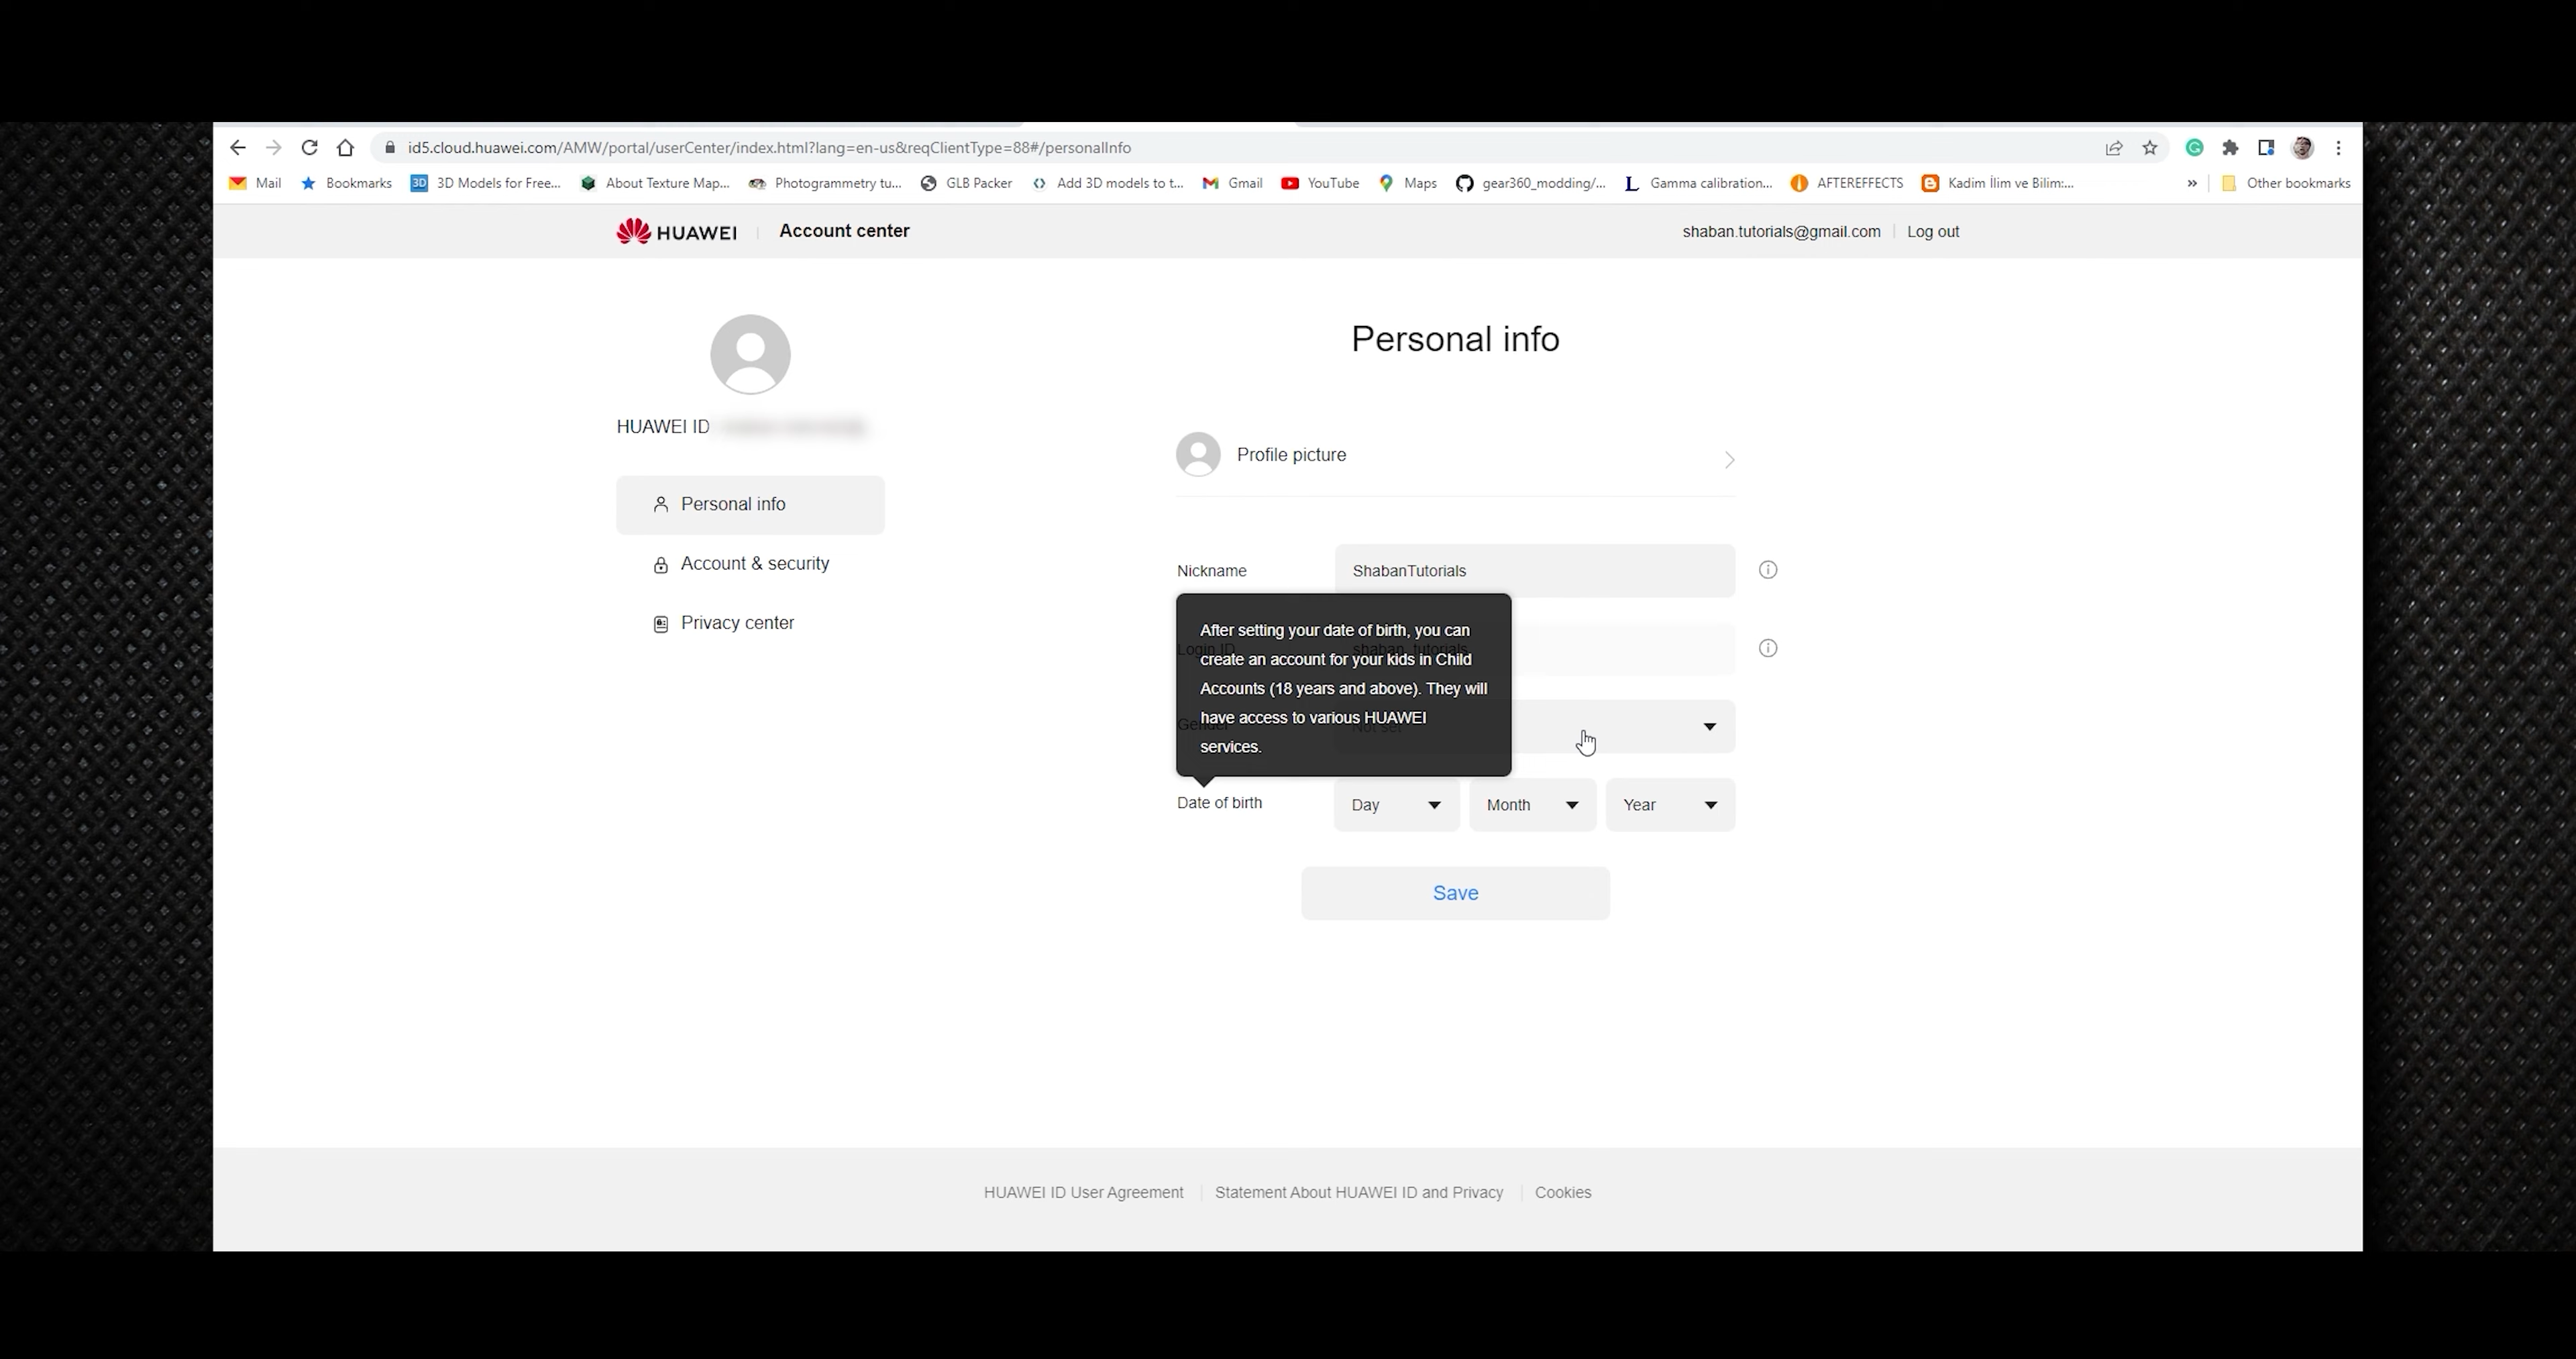 id5.cloud.huawei.com/AMW/portal/userCenter/index.html?lang=en-us&reqClientType=88#/personalInfo
Mail Bookmarks 3D 3D Models for Free... About Texture Map... Photogrammetry tu... GLB Packer Add 3D models to t... Gmail YouTube Maps gear360_modding/... L Gamma calibration... AFTEREFFECTS Kadim İlim ve Bilim:... » Other bookmarks
HUAWEI Account center shaban.tutorials@gmail.com Log out
Personal info
HUAWEI ID
Profile picture
Personal info
Account & security
Privacy center
Nickname ShabanTutorials
After setting your date of birth, you can
create an account for your kids in Child
Accounts (18 years and above). They will
have access to various HUAWEI
services.
Login ID
Gender Not set
Date of birth Day Month Year
Save
HUAWEI ID User Agreement Statement About HUAWEI ID and Privacy Cookies